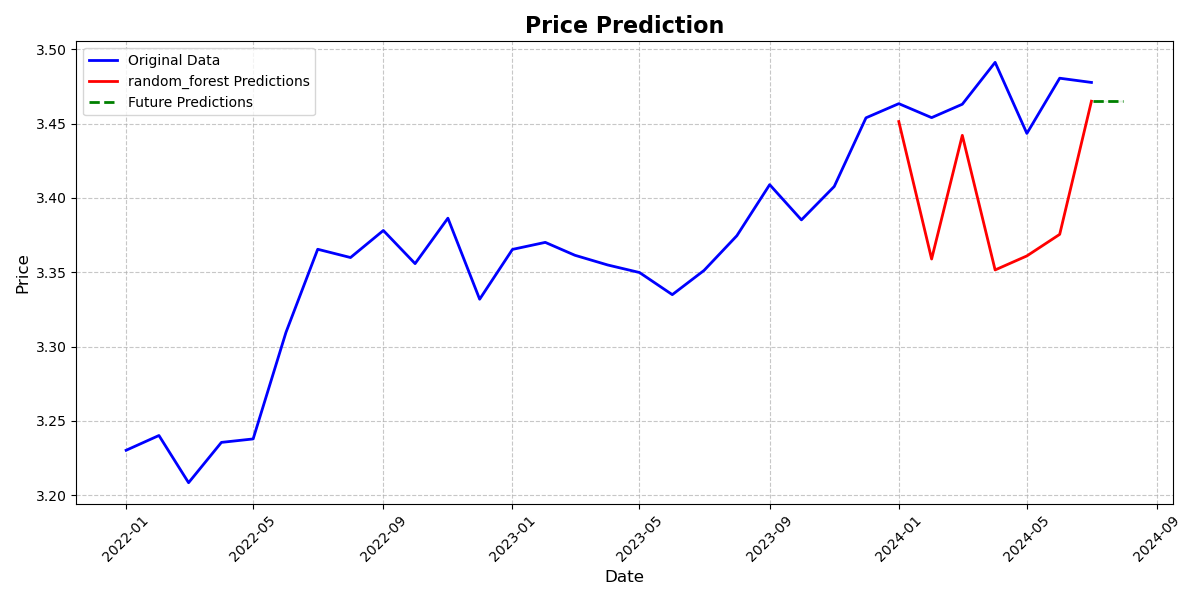 Price Prediction
Original Data
random_forest Predictions
Future Predictions
Price
3.50
3.45
3.40
3.35
3.30
3.25
3.20
2022-01
2022-05
2022-09
2023-01
2023-05
2023-09
2024-01
2024-05
2024-09
Date